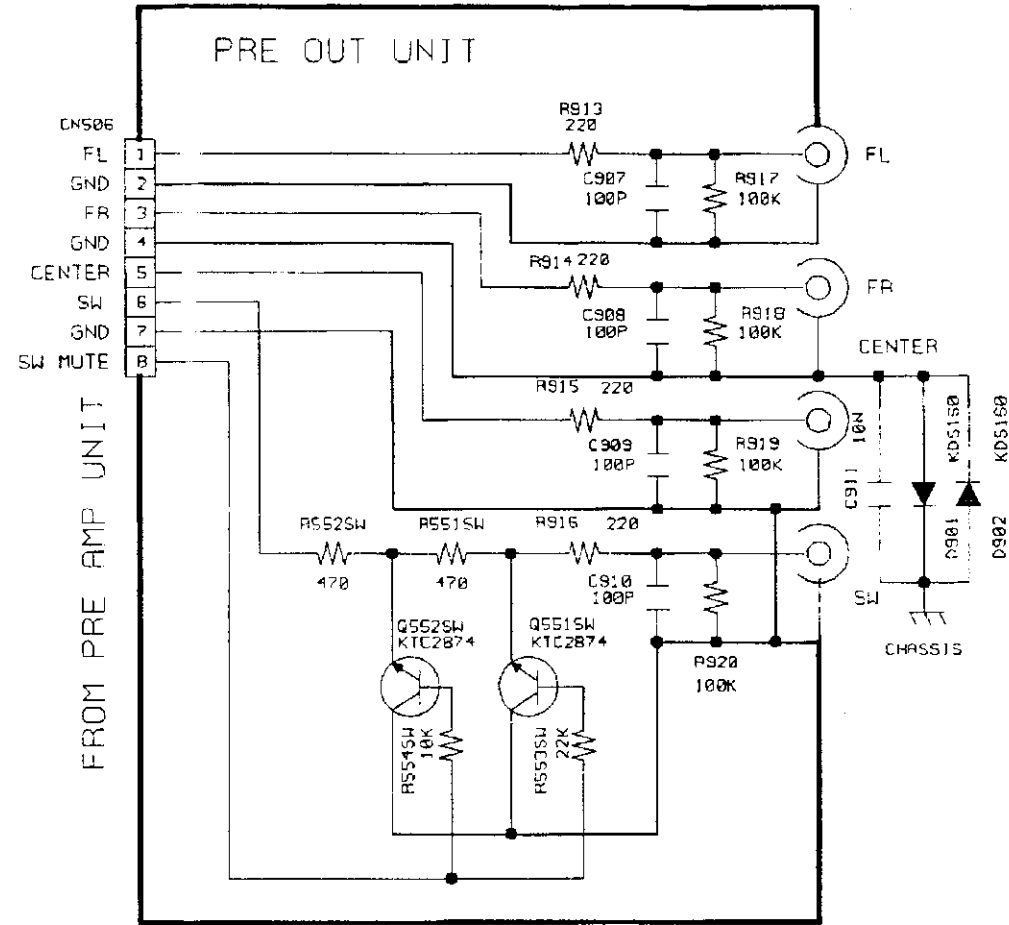 PRE OUT UNIT
CN506
FL 1
GND 2
FR 3
GND 4
CENTER 5
SW 6
GND 7
SW MUTE 8
FROM PRE AMP UNIT
R913
220
C907
100P
R917
100K
FL
R914 220
C908
100P
R918
100K
FR
CENTER
R915 220
C909
100P
R919
100K
10N
C911
KDS160
D901
KDS160
D902
CHASSIS
R552SW
470
R551SW
470
R916 220
C910
100P
SW
R920
100K
Q552SW
KTC2874
Q551SW
KTC2874
R554SW
10K
R553SW
22K